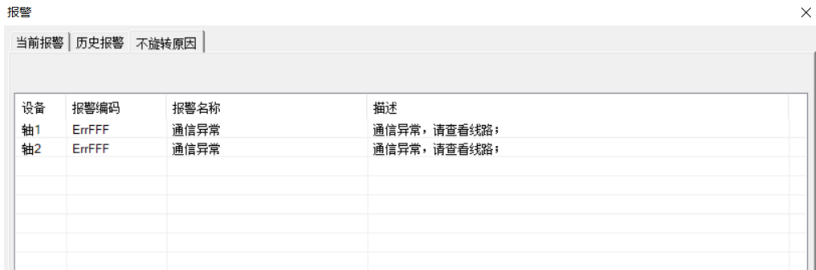 报警
当前报警 历史报警 不旋转原因
设备 报警编码 报警名称 描述
轴1 ErrFFF 通信异常 通信异常，请查看线路；
轴2 ErrFFF 通信异常 通信异常，请查看线路；